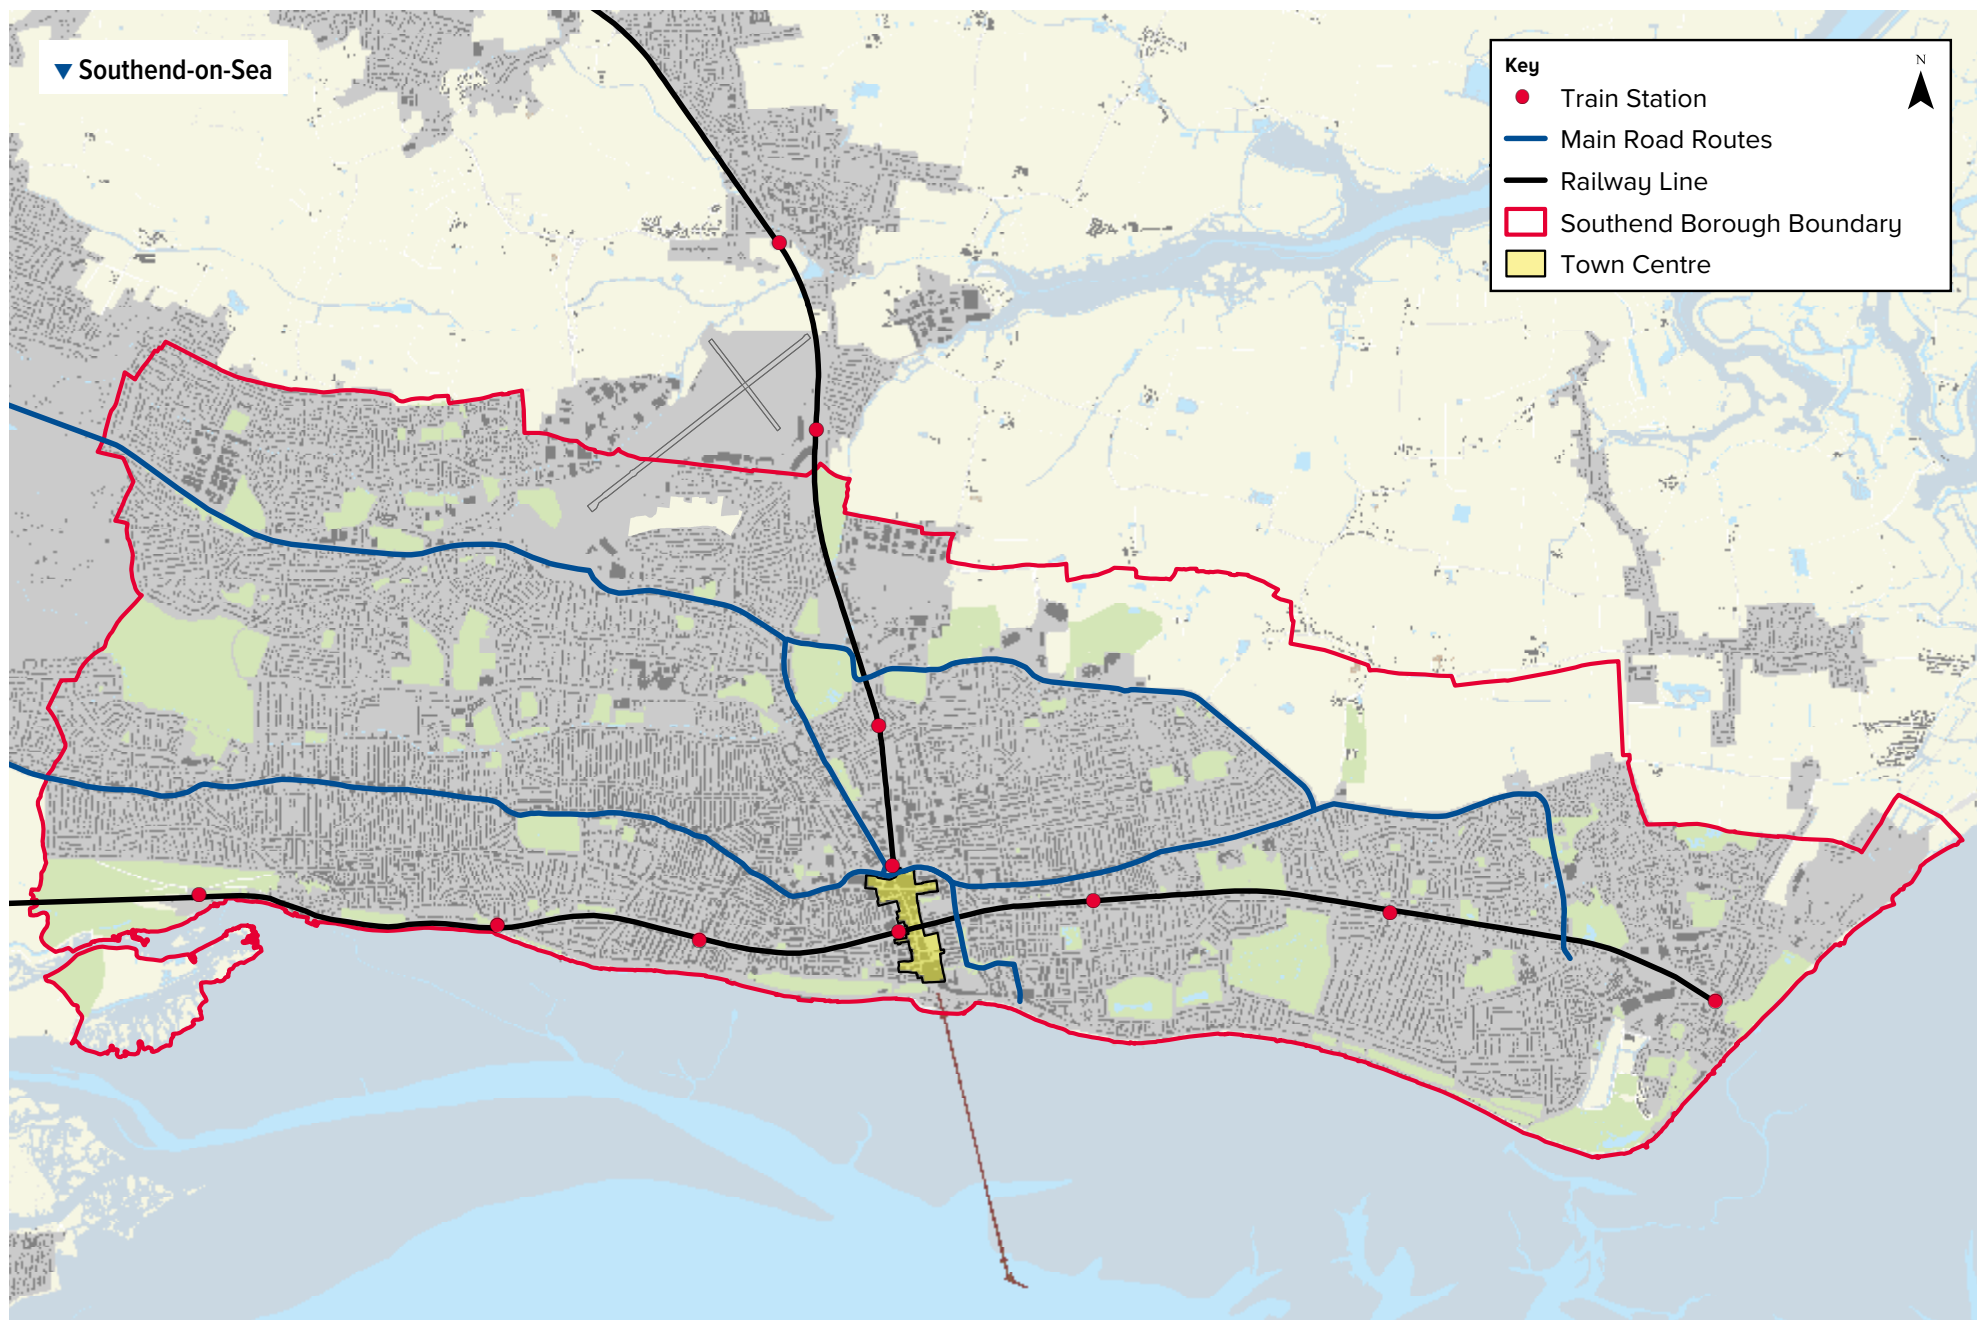 Southend-on-Sea
Key
N
Train Station
Main Road Routes
Railway Line
Southend Borough Boundary
Town Centre